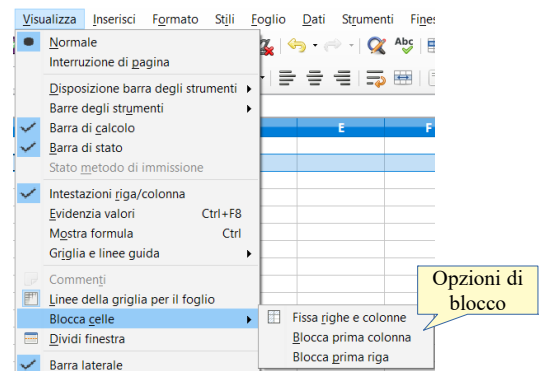 Visualizza Inserisci Formato Stili Foglio Dati Strumenti
Normale
Interruzione di pagina
Disposizione barra degli strumenti
Barre degli strumenti
Barra di calcolo
Barra di stato
Stato metodo di immissione
Intestazioni riga/colonna
Evidenzia valori Ctrl+F8
Mostra formula Ctrl
Griglia e linee guida
Commenti
Linee della griglia per il foglio
Blocca celle
Dividi finestra
Barra laterale
Abc
E F
Opzioni di
blocco
Fissa righe e colonne
Blocca prima colonna
Blocca prima riga